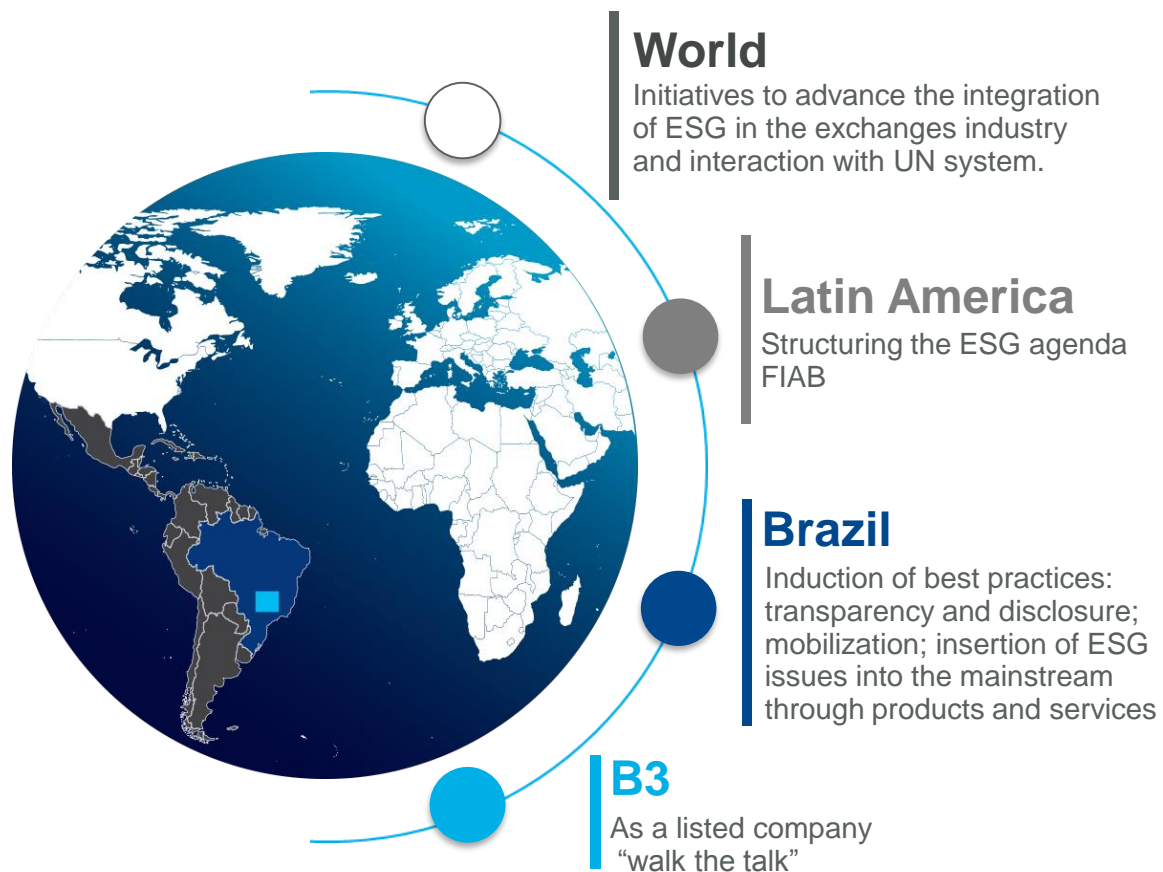 World
Initiatives to advance the integration
of ESG in the exchanges industry
and interaction with UN system.
Latin America
Structuring the ESG agenda
FIAB
Brazil
Induction of best practices:
transparency and disclosure;
mobilization; insertion of ESG
issues into the mainstream
through products and services
B3
As a listed company
“walk the talk”